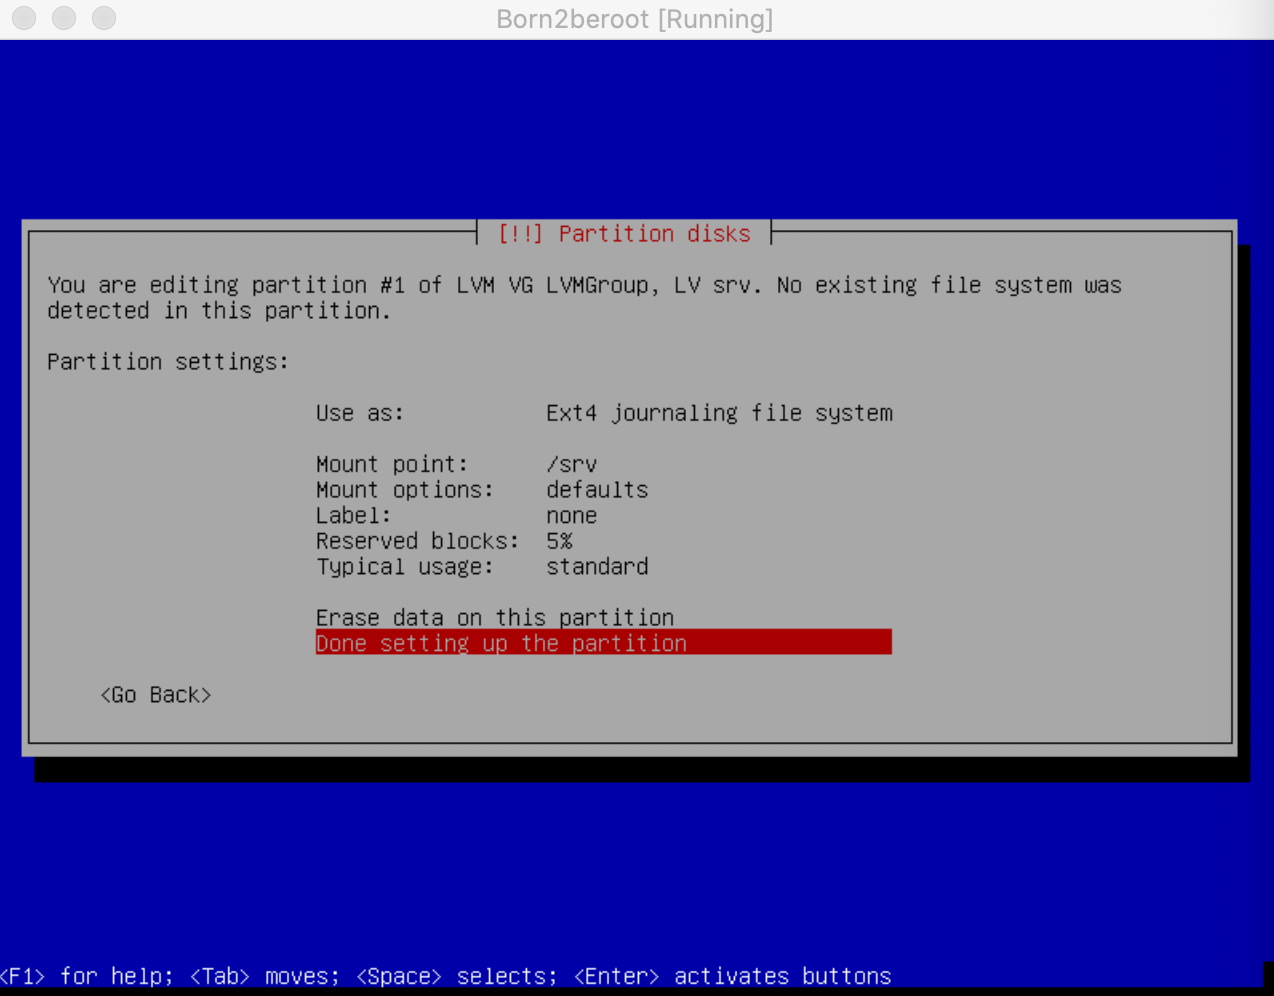 Born2beroot [Running]
[!!] Partition disks
You are editing partition #1 of LVM VG LVMGroup, LV srv. No existing file system was
detected in this partition.
Partition settings:
Use as: Ext4 journaling file system
Mount point: /srv
Mount options: defaults
Label: none
Reserved blocks: 5%
Typical usage: standard
Erase data on this partition
Done setting up the partition
<Go Back>
<F1> for help; <Tab> moves; <Space> selects; <Enter> activates buttons